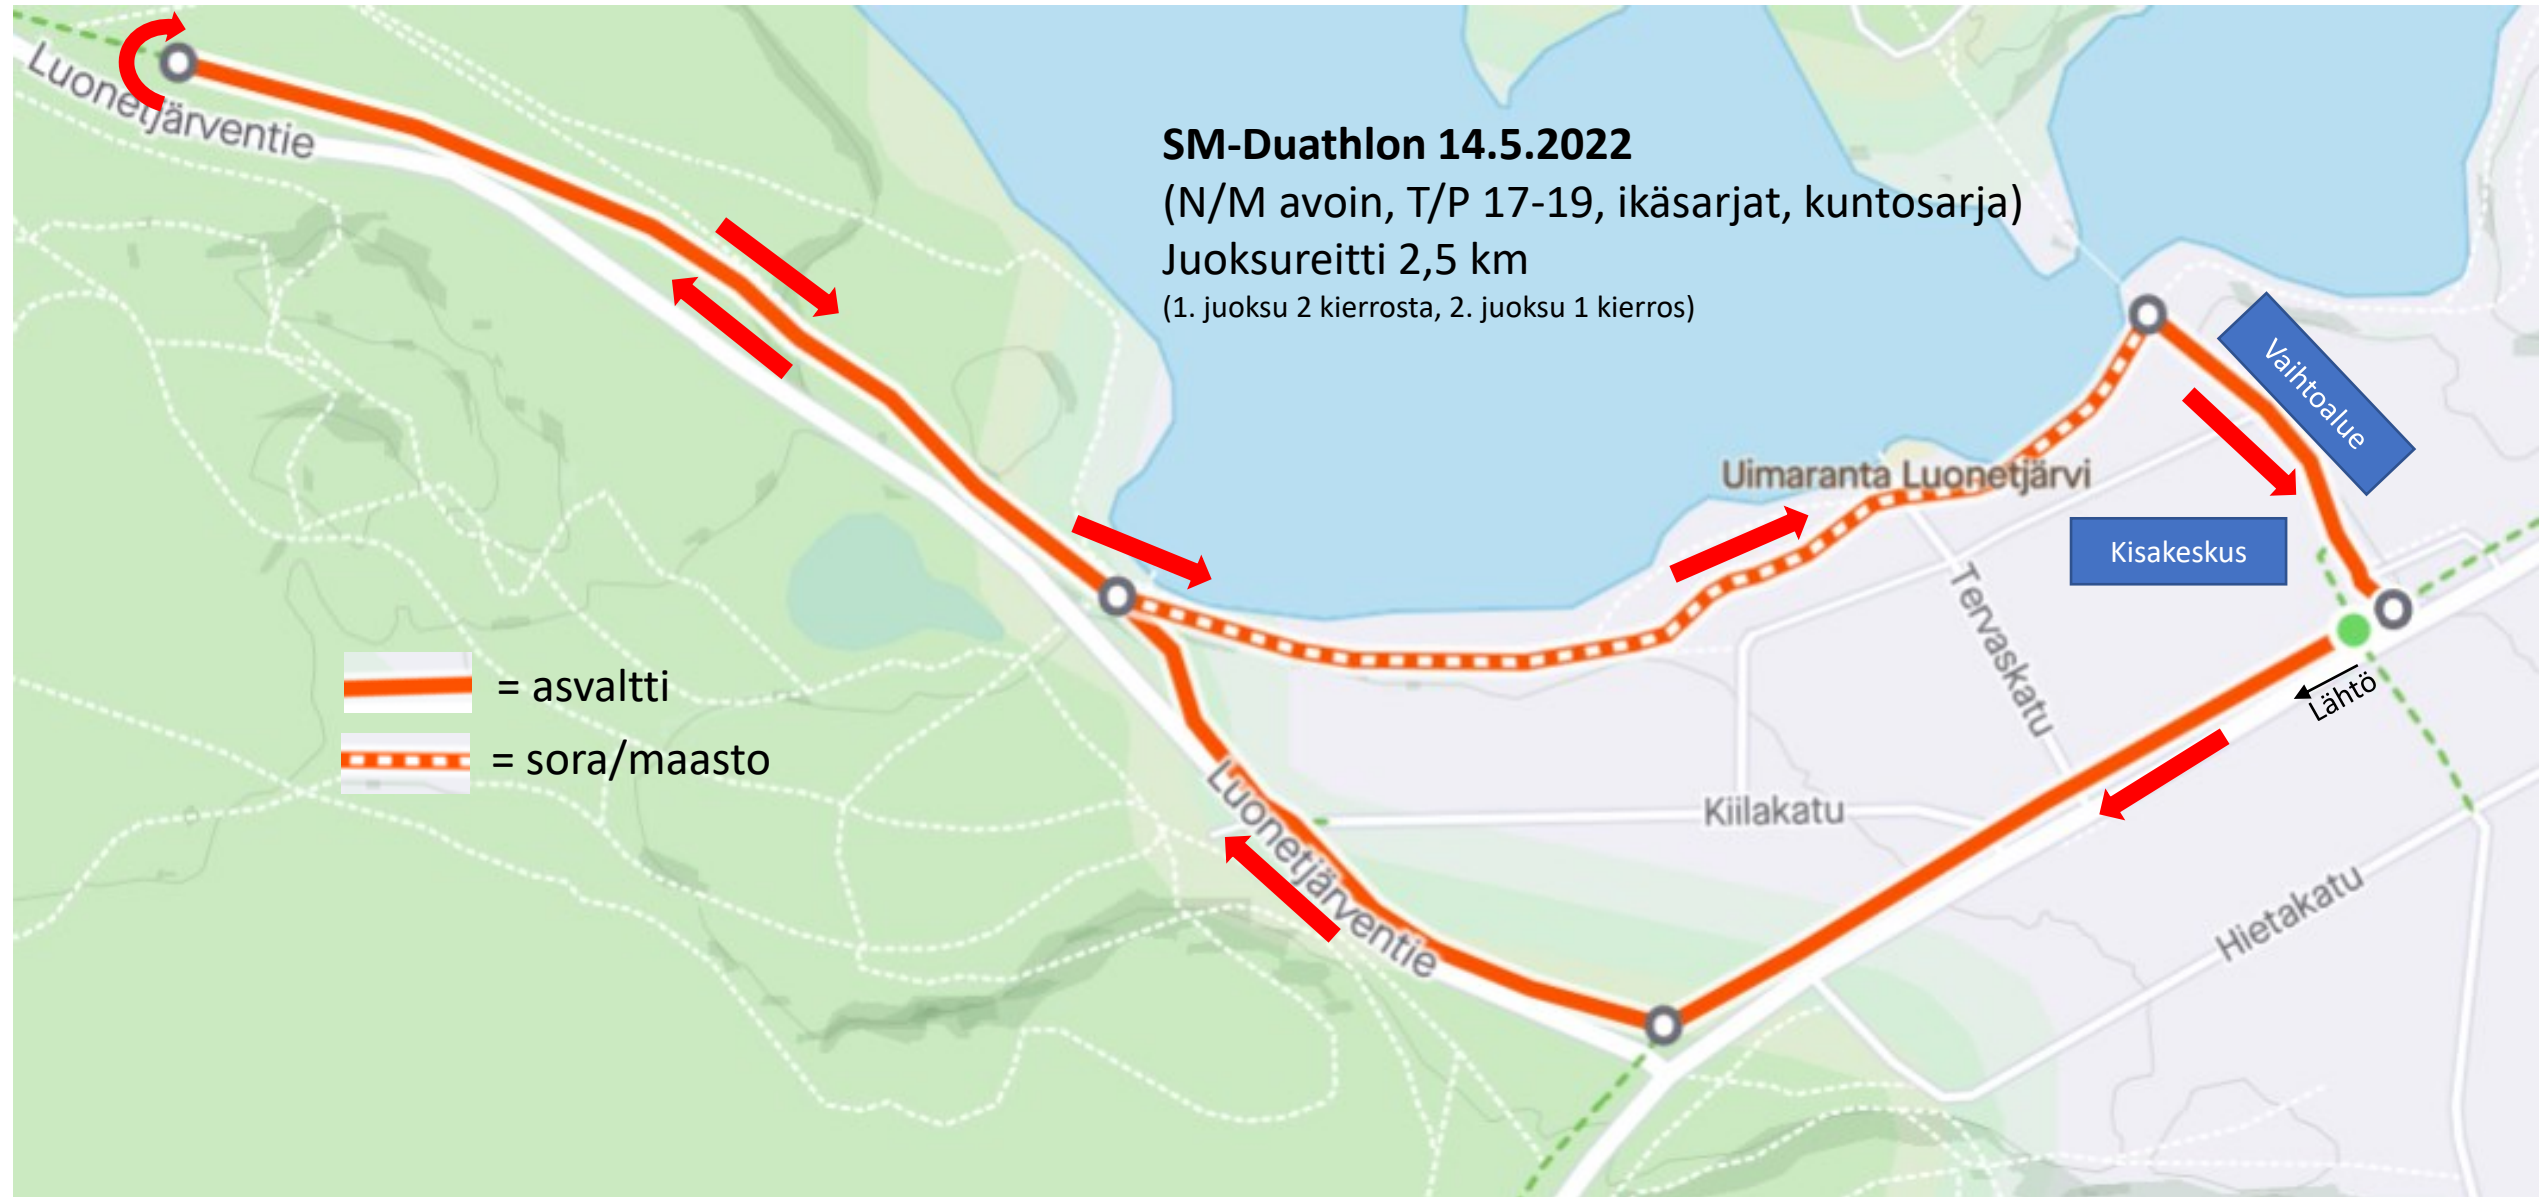 Luonetjärventie
SM-Duathlon 14.5.2022
(N/M avoin, T/P 17-19, ikäsarjat, kuntosarja)
Juoksureitti 2,5 km
(1. juoksu 2 kierrosta, 2. juoksu 1 kierros)
Vaihtoalue
Uimaranta Luonetjärvi
Kisakeskus
Tervaskatu
= asvaltti
Lähtö
= sora/maasto
Luonetjärventie
Kiilakatu
Hietakatu